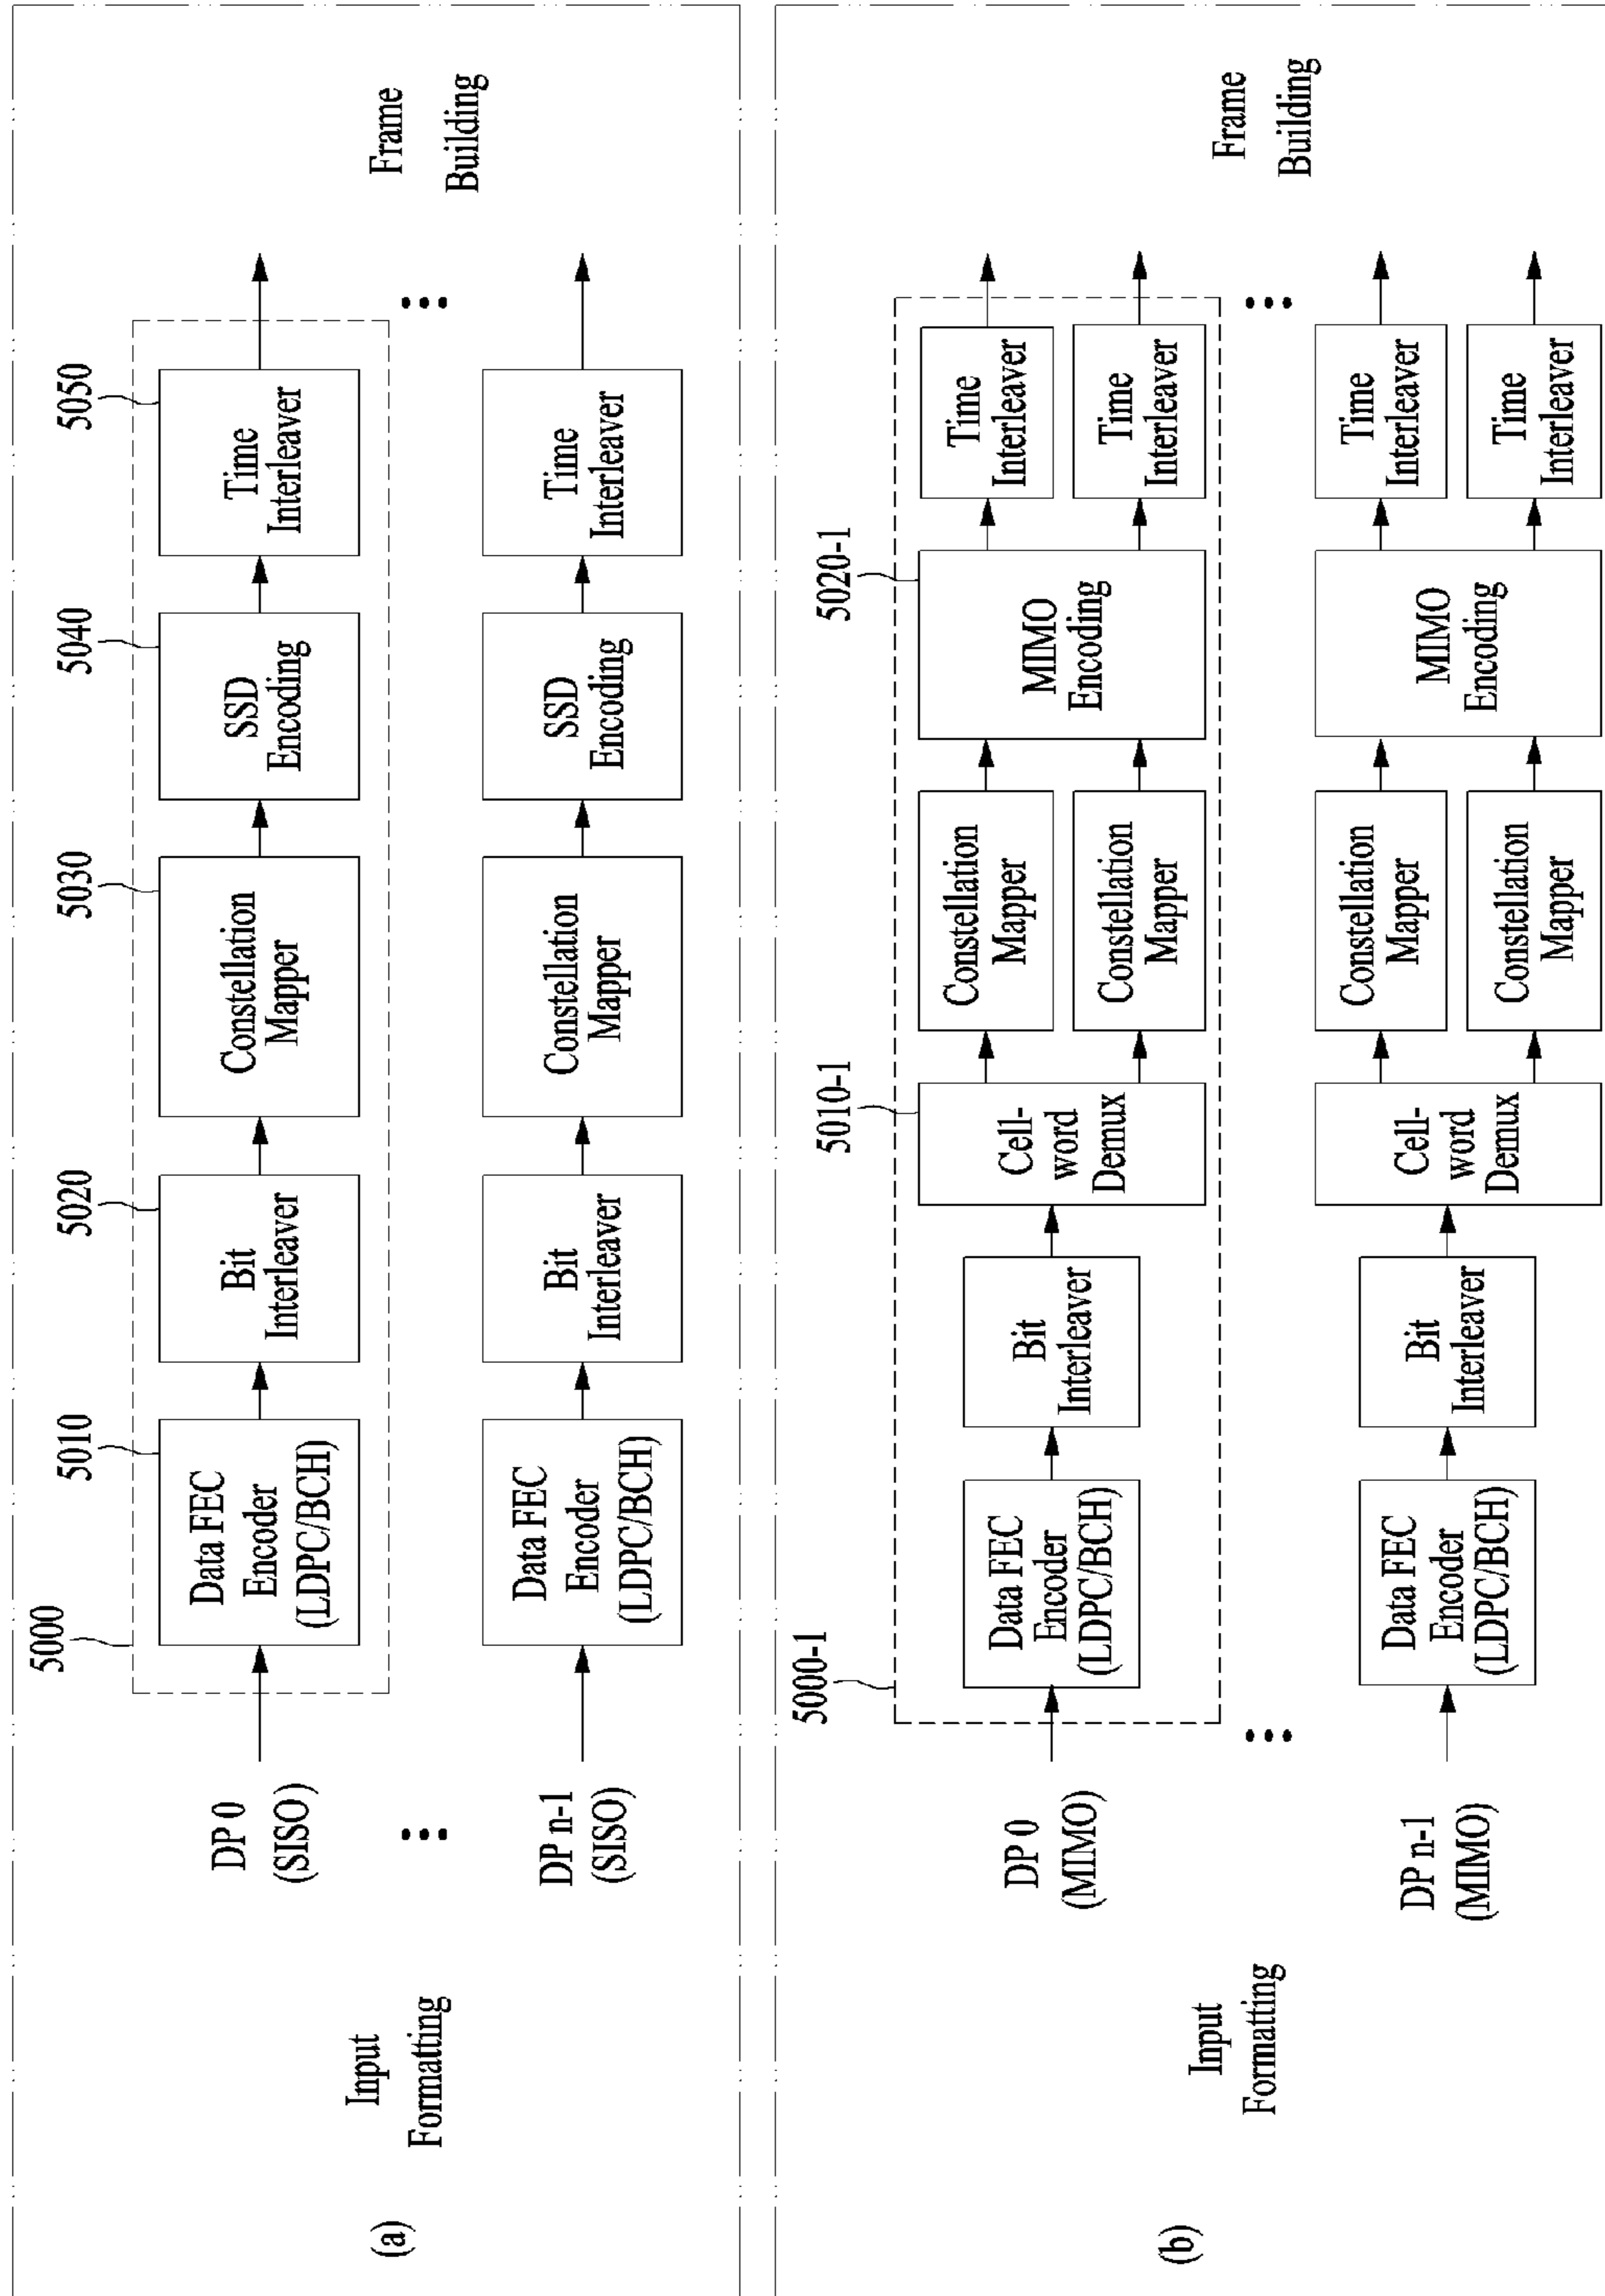 (a)
Input
Formatting
DP 0
(SISO)
DP n-1
(SISO)
5000
5010
Data FEC
Encoder
(LDPC/BCH)
5020
Bit
Interleaver
5030
Constellation
Mapper
5040
SSD
Encoding
5050
Time
Interleaver
Data FEC
Encoder
(LDPC/BCH)
Bit
Interleaver
Constellation
Mapper
SSD
Encoding
Time
Interleaver
Frame
Building
(b)
Input
Formatting
DP 0
(MIMO)
DP n-1
(MIMO)
5000-1
Data FEC
Encoder
(LDPC/BCH)
Bit
Interleaver
5010-1
Cell-
word
Demux
Constellation
Mapper
Constellation
Mapper
5020-1
MIMO
Encoding
Time
Interleaver
Time
Interleaver
Data FEC
Encoder
(LDPC/BCH)
Bit
Interleaver
Cell-
word
Demux
Constellation
Mapper
Constellation
Mapper
MIMO
Encoding
Time
Interleaver
Time
Interleaver
Frame
Building